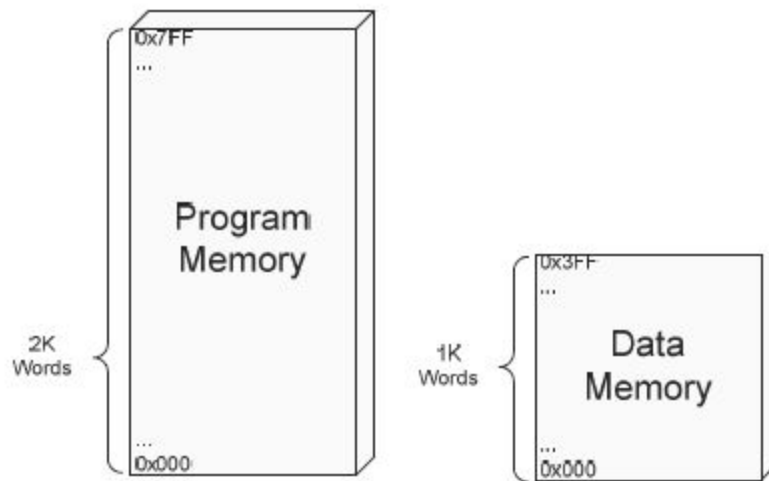 0x7FF
...
Program
Memory
2K
Words
...
0x000
0x3FF
...
Data
Memory
1K
Words
...
0x000